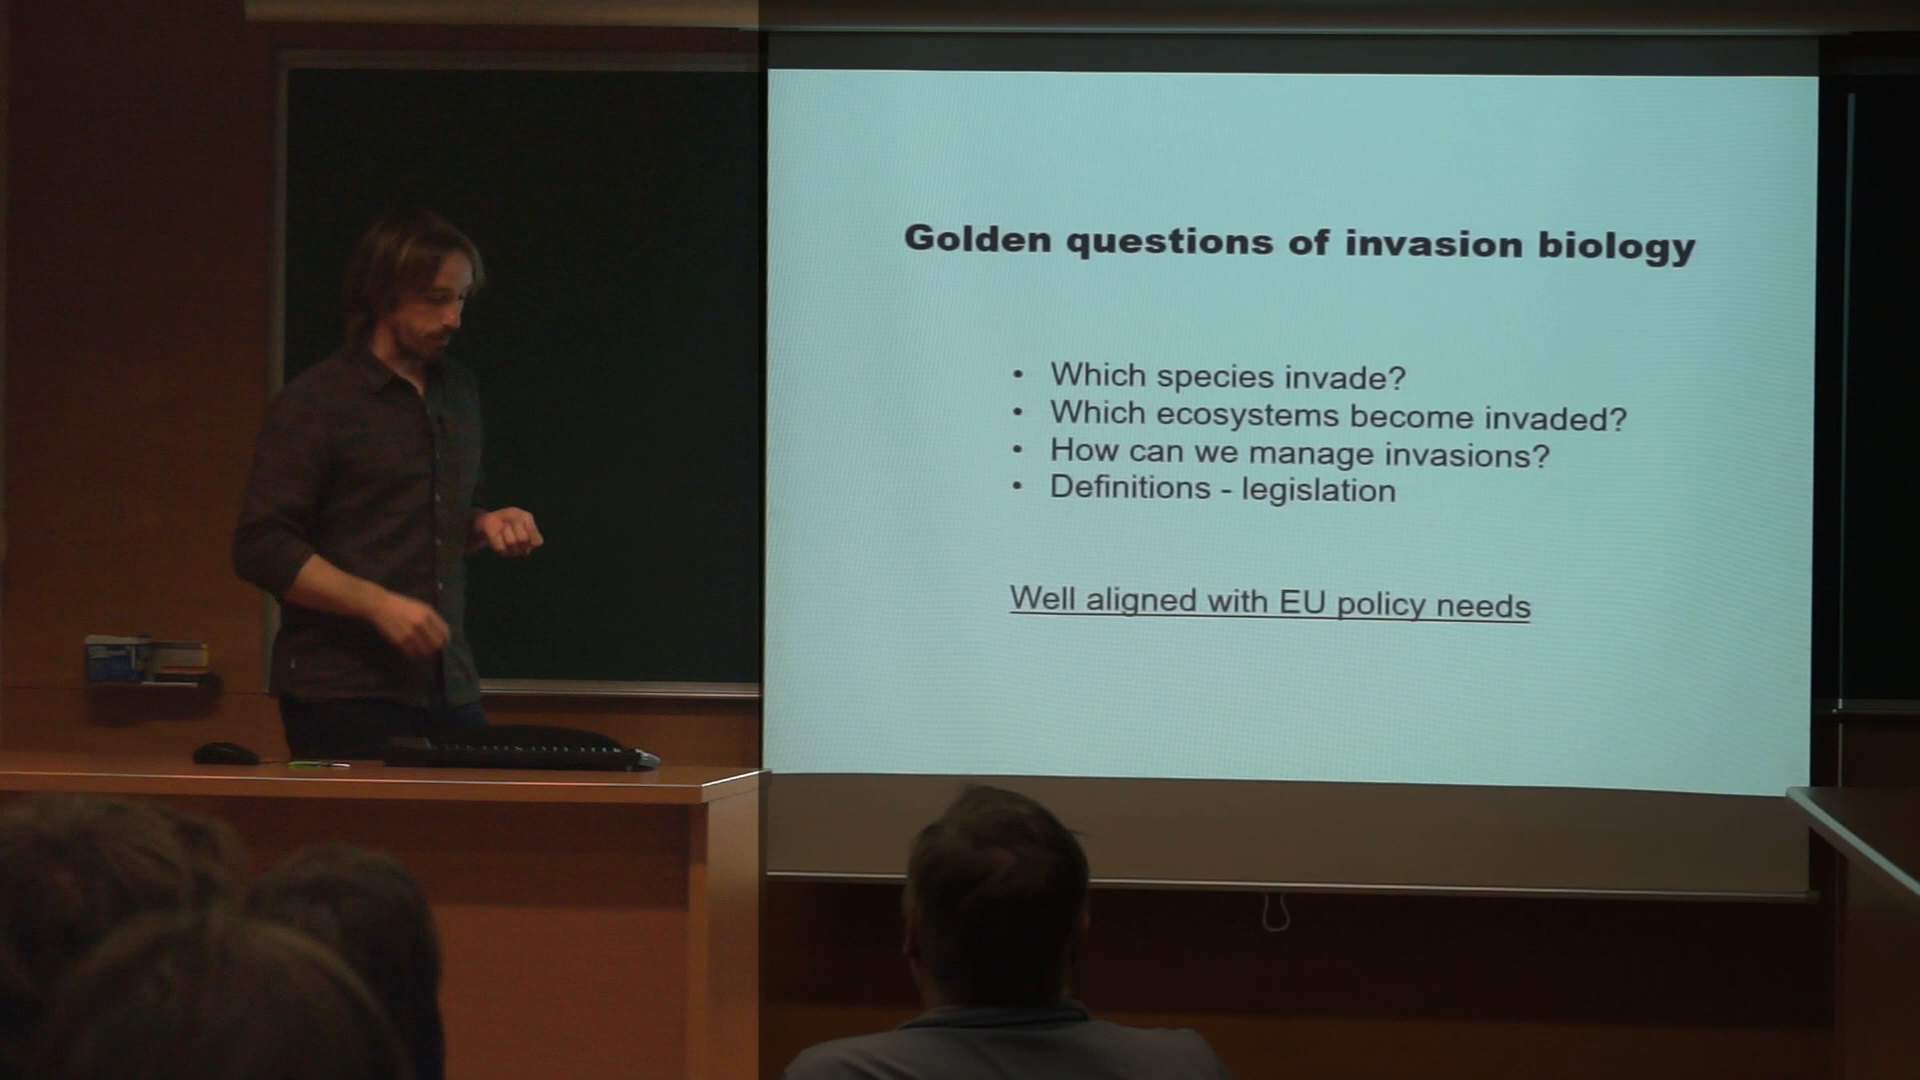 Golden questions of invasion biology
• Which species invade?
• Which ecosystems become invaded?
• How can we manage invasions?
• Definitions - legislation
Well aligned with EU policy needs